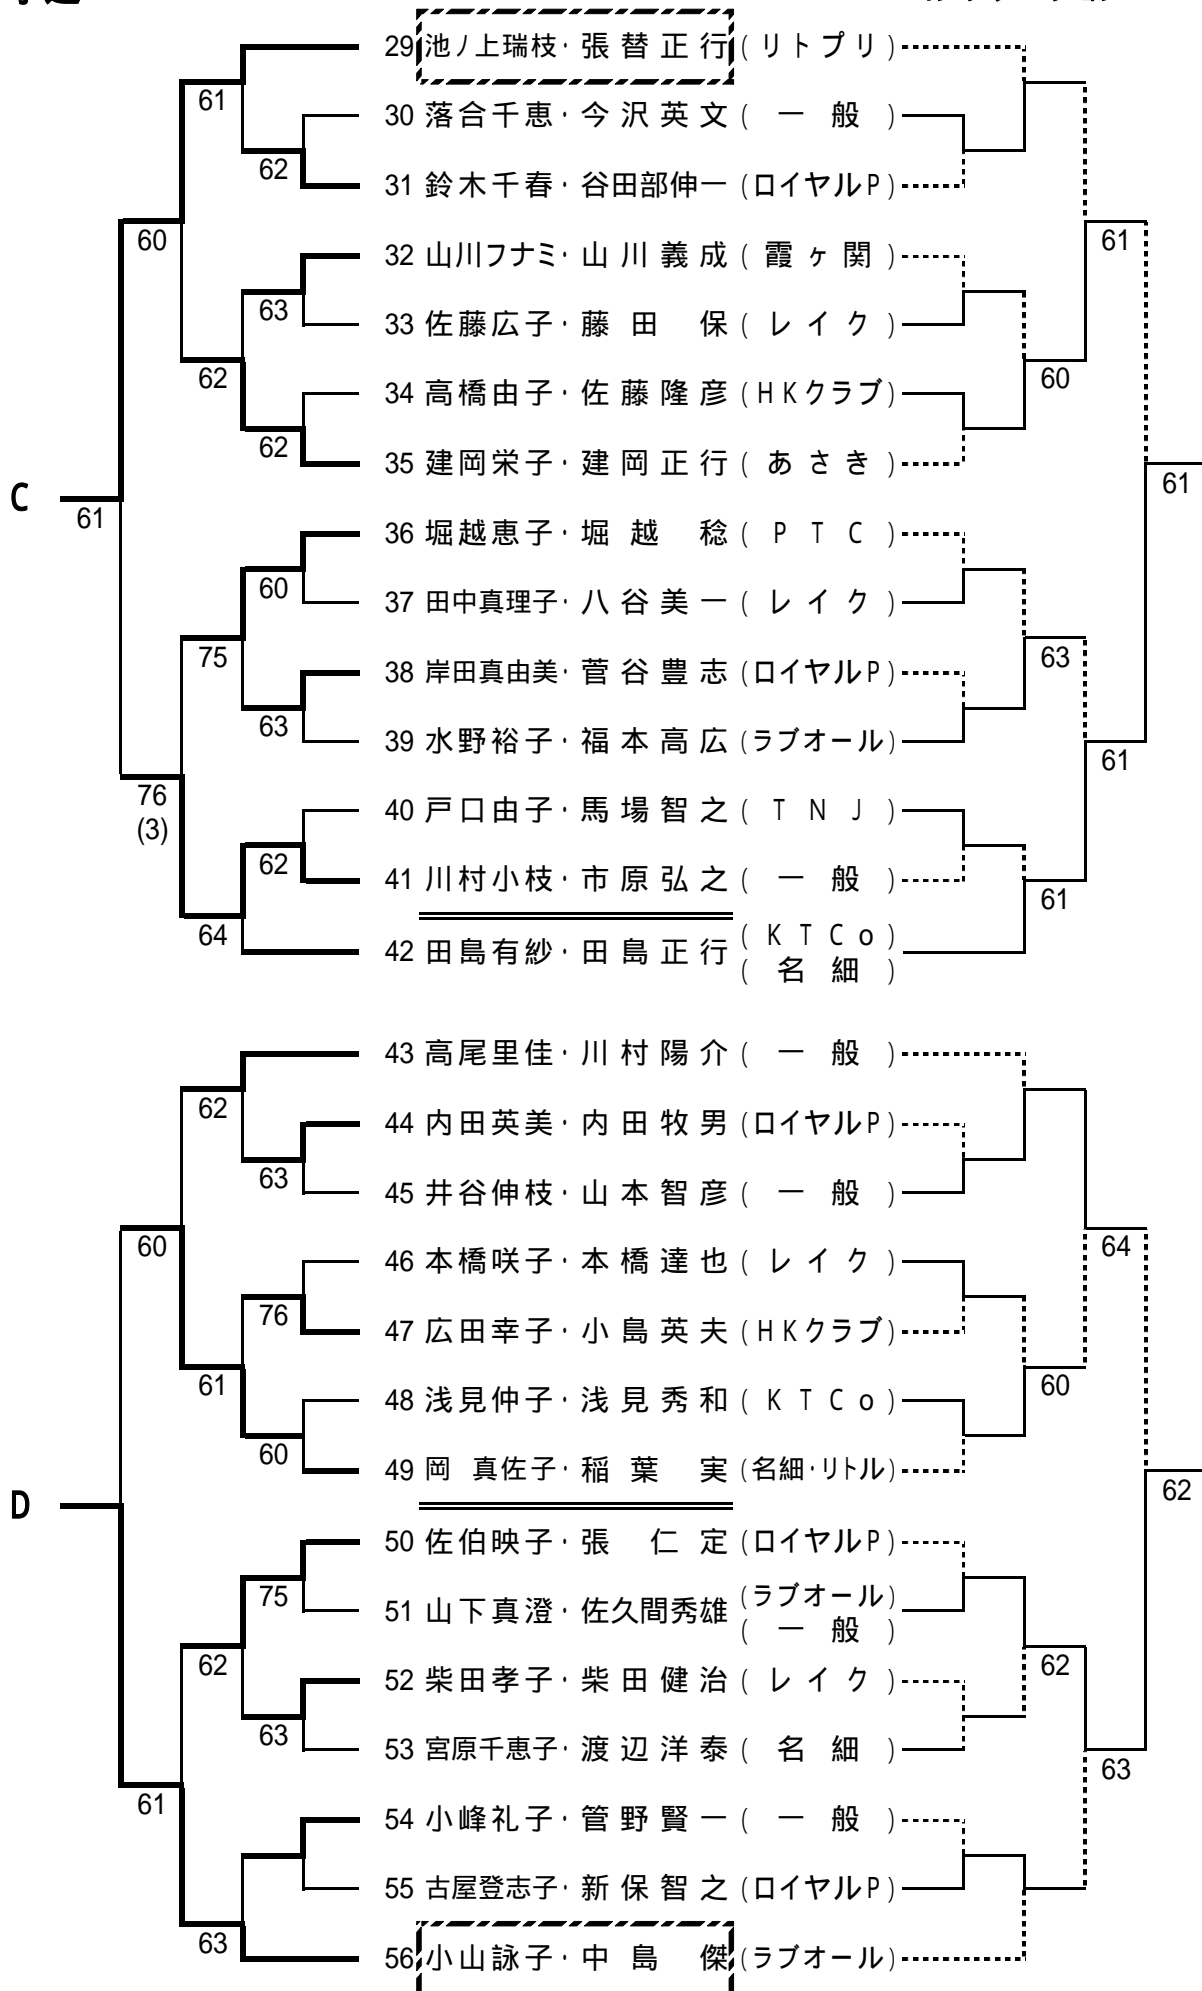 29 池ノ上瑞枝・張替正行 (リトプリ)
61
30 落合千恵・今沢英文 (一般)
62
31 鈴木千春・谷田部伸一 (ロイヤルP)
60 61
32 山川フナミ・山川義成 (霞ヶ関)
63
33 佐藤広子・藤田 保 (レイク)
62 60
34 高橋由子・佐藤隆彦 (HKクラブ)
62
35 建岡栄子・建岡正行 (あさき)
C 61 61
36 堀越恵子・堀越 稔 (PTC)
60
37 田中真理子・八谷美一 (レイク)
75 63
38 岸田真由美・菅谷豊志 (ロイヤルP)
63
39 水野裕子・福本高広 (ラブオール)
76 61
(3)
40 戸口由子・馬場智之 (TNJ)
62
41 川村小枝・市原弘之 (一般)
64 61
42 田島有紗・田島正行 (KTCo)
(名細)
43 高尾里佳・川村陽介 (一般)
62
44 内田英美・内田牧男 (ロイヤルP)
63
45 井谷伸枝・山本智彦 (一般)
60 64
46 本橋咲子・本橋達也 (レイク)
76
47 広田幸子・小島英夫 (HKクラブ)
61 60
48 浅見仲子・浅見秀和 (KTCo)
60
49 岡 真佐子・稲葉 実 (名細・リトル)
D 62
50 佐伯映子・張 仁定 (ロイヤルP)
75
51 山下真澄・佐久間秀雄 (ラブオール)
(一般)
62 62
52 柴田孝子・柴田健治 (レイク)
63
53 宮原千恵子・渡辺洋泰 (名細)
61 63
54 小峰礼子・管野賢一 (一般)
55 古屋登志子・新保智之 (ロイヤルP)
63
56 小山詠子・中島 傑 (ラブオール)